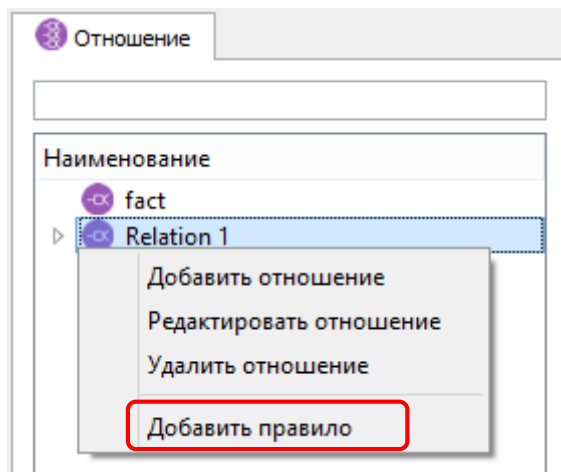 Отношение
Наименование
fact
Relation 1
Добавить отношение
Редактировать отношение
Удалить отношение
Добавить правило